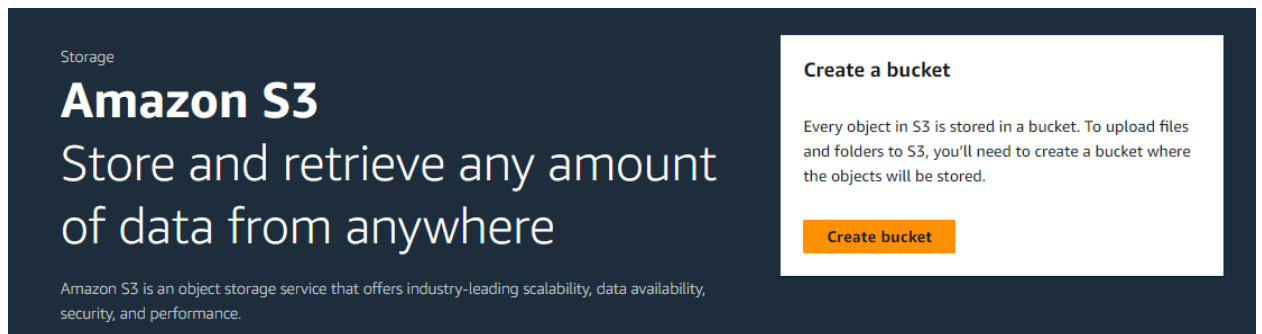 Storage
Amazon S3
Store and retrieve any amount
of data from anywhere
Amazon S3 is an object storage service that offers industry-leading scalability, data availability,
security, and performance.
Create a bucket
Every object in S3 is stored in a bucket. To upload files
and folders to S3, you’ll need to create a bucket where
the objects will be stored.
Create bucket